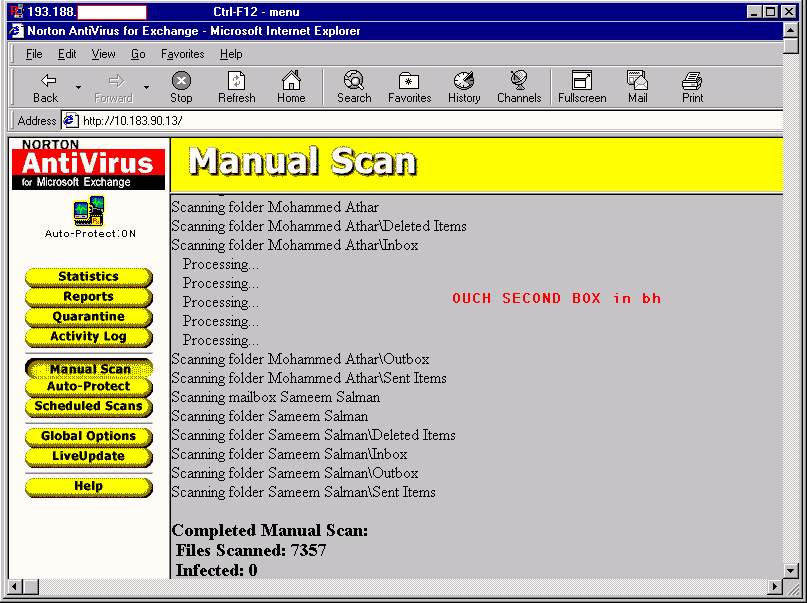 193.188. Ctrl-F12 - menu
Norton AntiVirus for Exchange - Microsoft Internet Explorer
File Edit View Go Favorites Help
Back Forward Stop Refresh Home Search Favorites History Channels Fullscreen Mail Print
Address http://10.183.90.13/
NORTON
AntiVirus
for Microsoft Exchange
Auto-Protect:ON
Statistics
Reports
Quarantine
Activity Log
Manual Scan
Auto-Protect
Scheduled Scans
Global Options
LiveUpdate
Help
Manual Scan
Scanning folder Mohammed Athar
Scanning folder Mohammed Athar\Deleted Items
Scanning folder Mohammed Athar\Inbox
Processing...
Processing...
Processing...
OUCH SECOND BOX in bh
Processing...
Processing...
Scanning folder Mohammed Athar\Outbox
Scanning folder Mohammed Athar\Sent Items
Scanning mailbox Sameem Salman
Scanning folder Sameem Salman
Scanning folder Sameem Salman\Deleted Items
Scanning folder Sameem Salman\Inbox
Scanning folder Sameem Salman\Outbox
Scanning folder Sameem Salman\Sent Items
Completed Manual Scan:
Files Scanned: 7357
Infected: 0